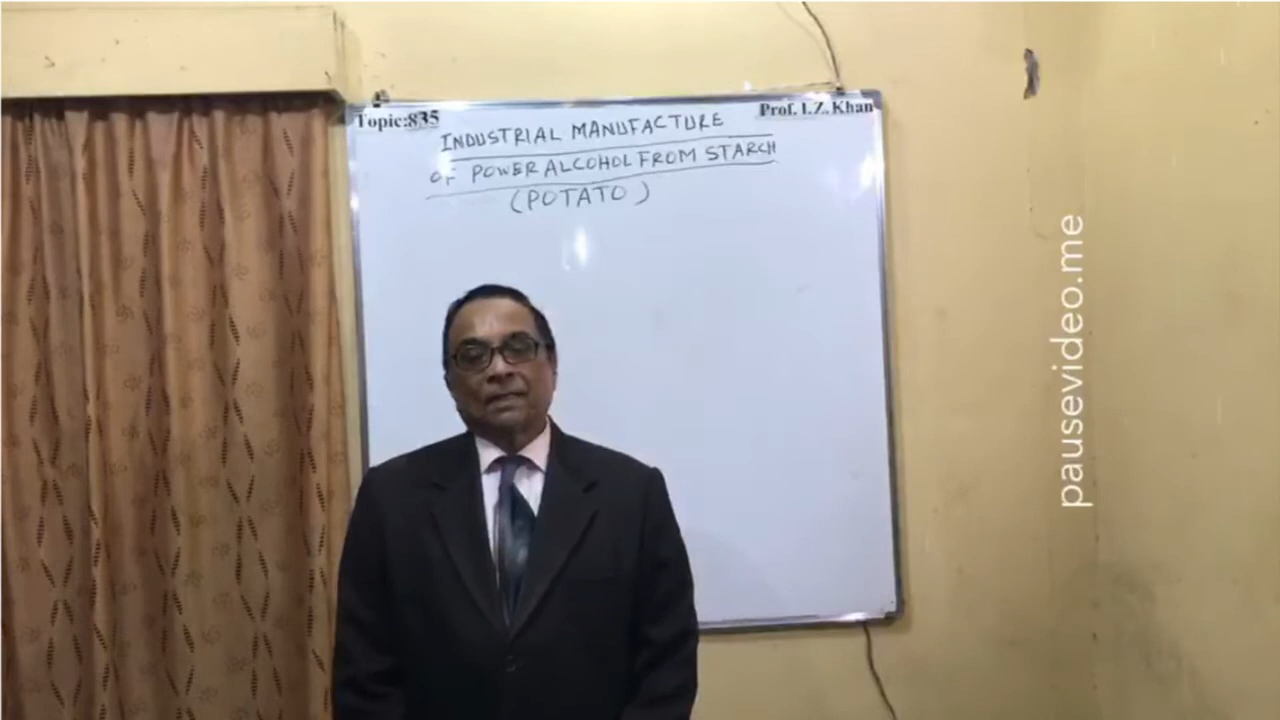 Topic:835
Prof. I.Z. Khan
INDUSTRIAL MANUFACTURE
OF POWER ALCOHOL FROM STARCH
(POTATO)
pausevideo.me